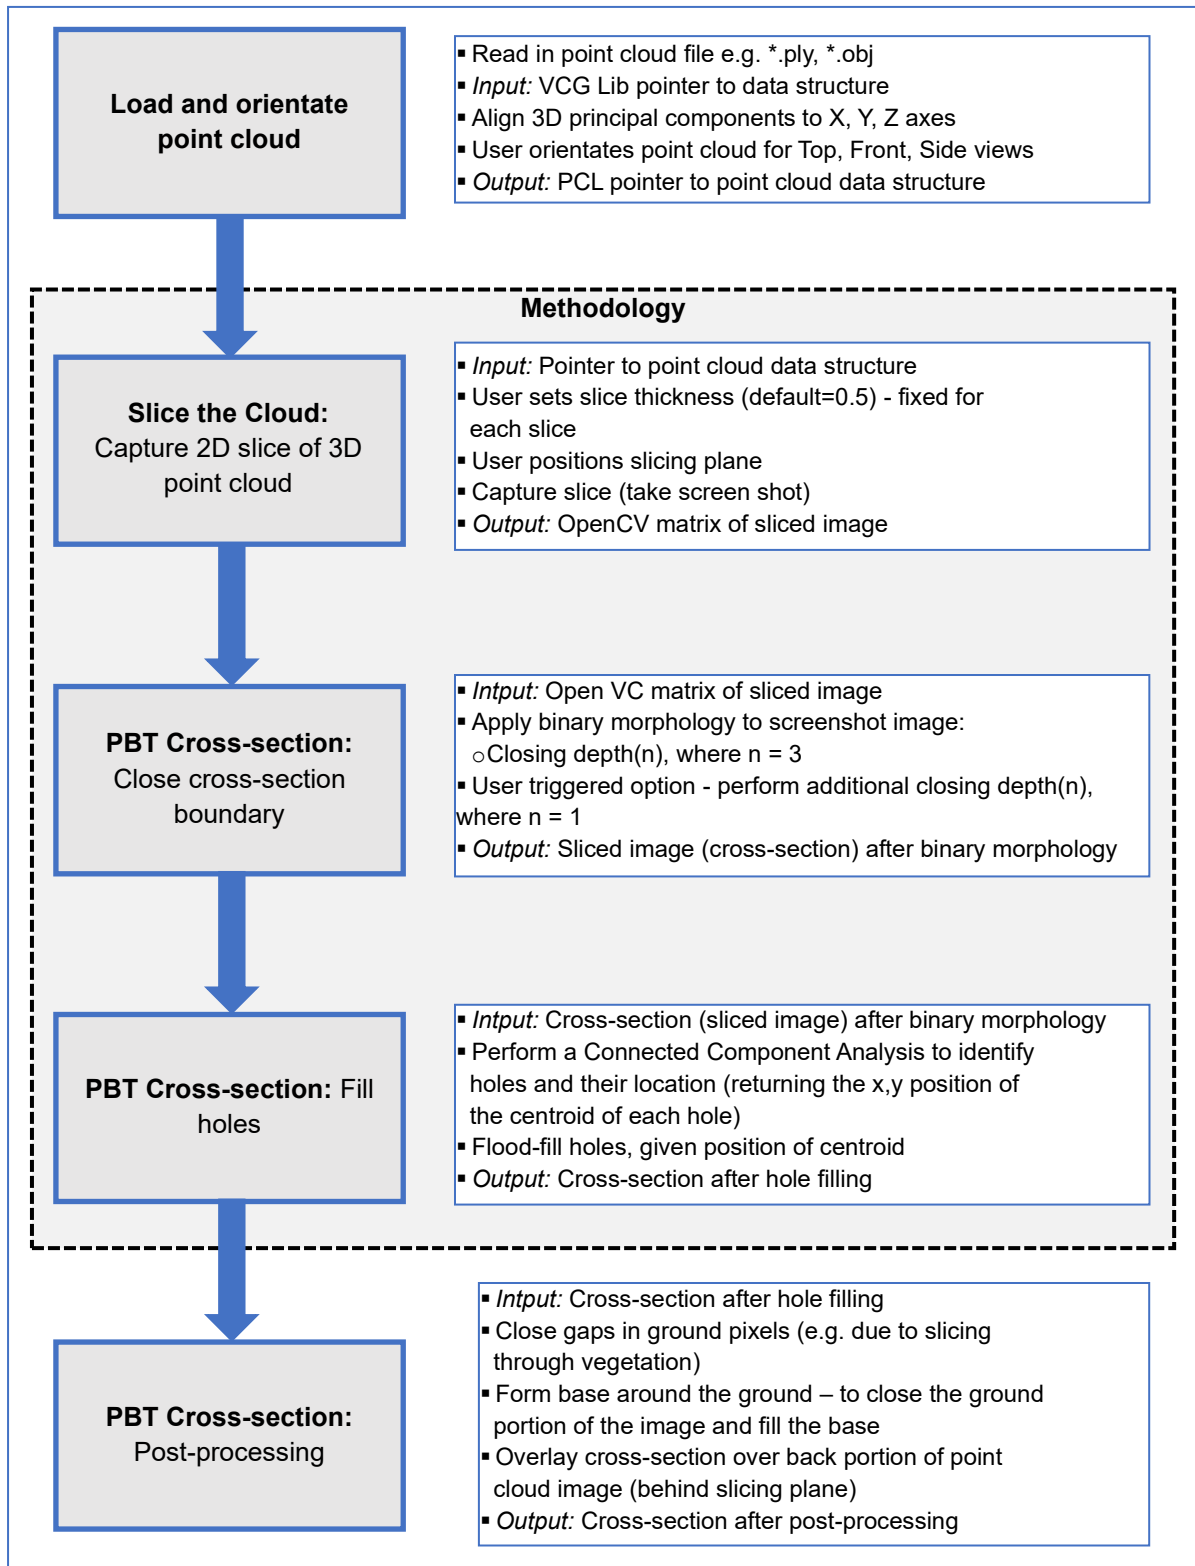 Load and orientate
point cloud
▪ Read in point cloud file e.g. *.ply, *.obj
▪ Input: VCG Lib pointer to data structure
▪ Align 3D principal components to X, Y, Z axes
▪ User orientates point cloud for Top, Front, Side views
▪ Output: PCL pointer to point cloud data structure
Methodology
Slice the Cloud:
Capture 2D slice of 3D
point cloud
▪ Input: Pointer to point cloud data structure
▪ User sets slice thickness (default=0.5) - fixed for
each slice
▪ User positions slicing plane
▪ Capture slice (take screen shot)
▪ Output: OpenCV matrix of sliced image
PBT Cross-section:
Close cross-section
boundary
▪ Intput: Open VC matrix of sliced image
▪ Apply binary morphology to screenshot image:
○Closing depth(n), where n = 3
▪ User triggered option - perform additional closing depth(n),
where n = 1
▪ Output: Sliced image (cross-section) after binary morphology
PBT Cross-section: Fill
holes
▪ Intput: Cross-section (sliced image) after binary morphology
▪ Perform a Connected Component Analysis to identify
holes and their location (returning the x,y position of
the centroid of each hole)
▪ Flood-fill holes, given position of centroid
▪ Output: Cross-section after hole filling
PBT Cross-section:
Post-processing
▪ Intput: Cross-section after hole filling
▪ Close gaps in ground pixels (e.g. due to slicing
through vegetation)
▪ Form base around the ground – to close the ground
portion of the image and fill the base
▪ Overlay cross-section over back portion of point
cloud image (behind slicing plane)
▪ Output: Cross-section after post-processing